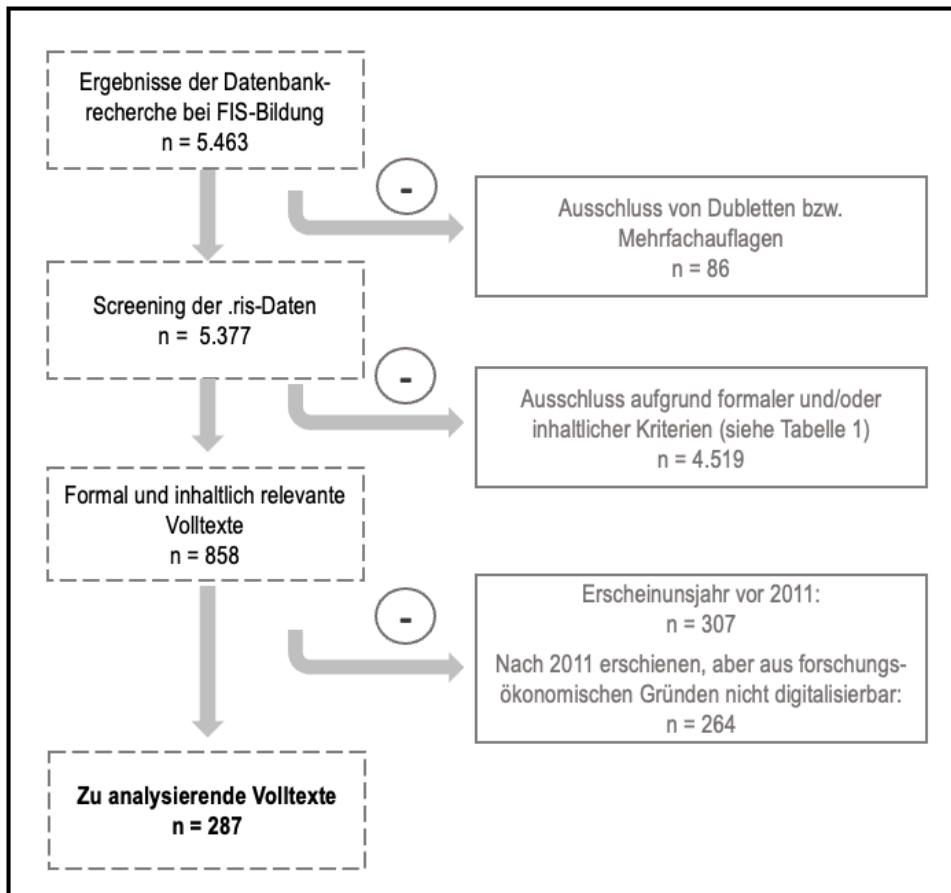 Ergebnisse der Datenbank-
recherche bei FIS-Bildung
n = 5.463
-
Ausschluss von Dubletten bzw.
Mehrfachauflagen
n = 86
Screening der .ris-Daten
n = 5.377
-
Ausschluss aufgrund formaler und/oder
inhaltlicher Kriterien (siehe Tabelle 1)
n = 4.519
Formal und inhaltlich relevante
Volltexte
n = 858
-
Erscheinunsjahr vor 2011:
n = 307
Nach 2011 erschienen, aber aus forschungs-
ökonomischen Gründen nicht digitalisierbar:
n = 264
Zu analysierende Volltexte
n = 287